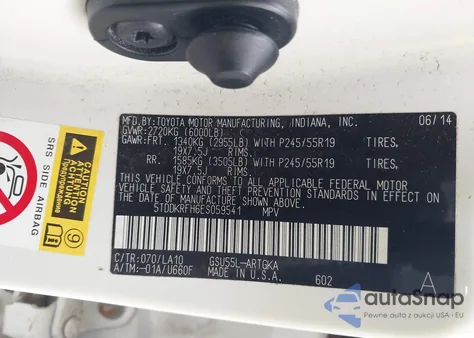 MFD.BY:TOYOTA MOTOR MANUFACTURING, INDIANA, INC. 06/14
GVWR:2720KG (6000LB)
GAWR:FRT. 1340KG (2955LB) WITH P245/55R19 TIRES,
19X7.5J RIMS,
RR. 1585KG (3505LB) WITH P245/55R19 TIRES,
19X7.5J RIMS.
THIS VEHICLE CONFORMS TO ALL APPLICABLE FEDERAL MOTOR
VEHICLE SAFETY AND THEFT PREVENTION STANDARDS IN EFFECT ON
THE DATE OF MANUFACTURE SHOWN ABOVE.
5TDDKRFH6ES059541 MPV
C/TR:070/LA10 GSU55L-ARTGKA
A/TM:-01A/U660F MADE IN U.S.A. 602 A
SRS SIDE AIRBAG
CAUTION
autoSnap
Pewne auta z ubezpieczalni USA - EU